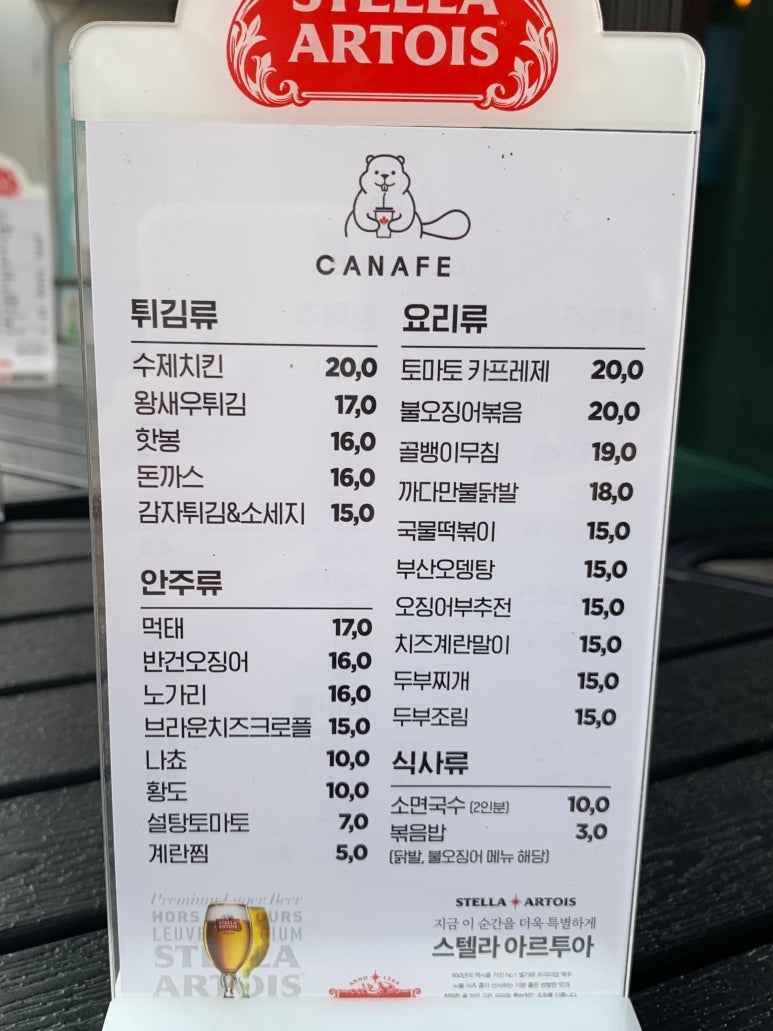 STELLA
ARTOIS
CANAFE
튀김류
수제치킨 20,0
왕새우튀김 17,0
핫봉 16,0
돈까스 16,0
감자튀김&소세지 15,0
안주류
먹태 17,0
반건오징어 16,0
노가리 16,0
브라운치즈크로플 15,0
나쵸 10,0
황도 10,0
설탕토마토 7,0
계란찜 5,0
요리류
토마토 카프레제 20,0
불오징어볶음 20,0
골뱅이무침 19,0
까다만불닭발 18,0
국물떡볶이 15,0
부산오뎅탕 15,0
오징어부추전 15,0
치즈계란말이 15,0
두부찌개 15,0
두부조림 15,0
식사류
소면국수 (2인분) 10,0
볶음밥 3,0
(닭발, 불오징어 메뉴 해당)
Premium Lager Beer
STELLA
ARTOIS
STELLA ARTOIS
지금 이 순간을 더욱 특별하게
스텔라 아르투아